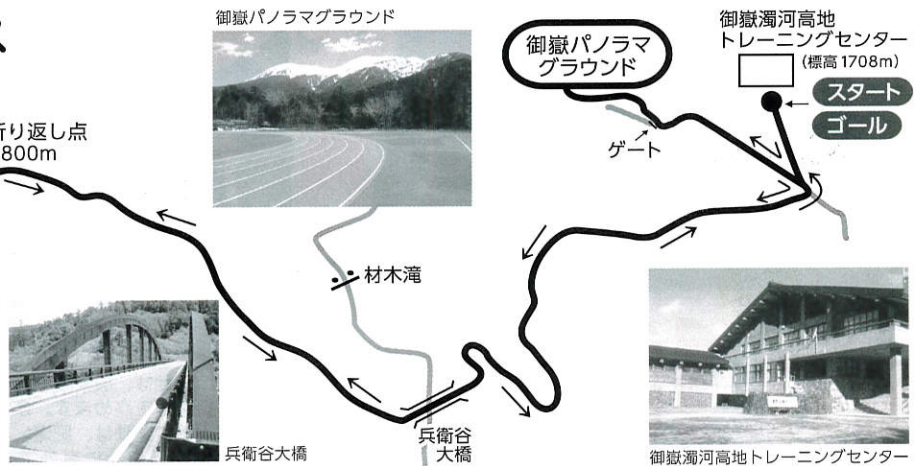 御嶽パノラマグラウンド
御嶽パノラマ
グラウンド
御嶽濁河高地
トレーニングセンター
(標高1708m)
スタート
ゴール
ゲート
り返し点
800m
材木滝
兵衛谷
大橋
兵衛谷大橋
御嶽濁河高地トレーニングセンター